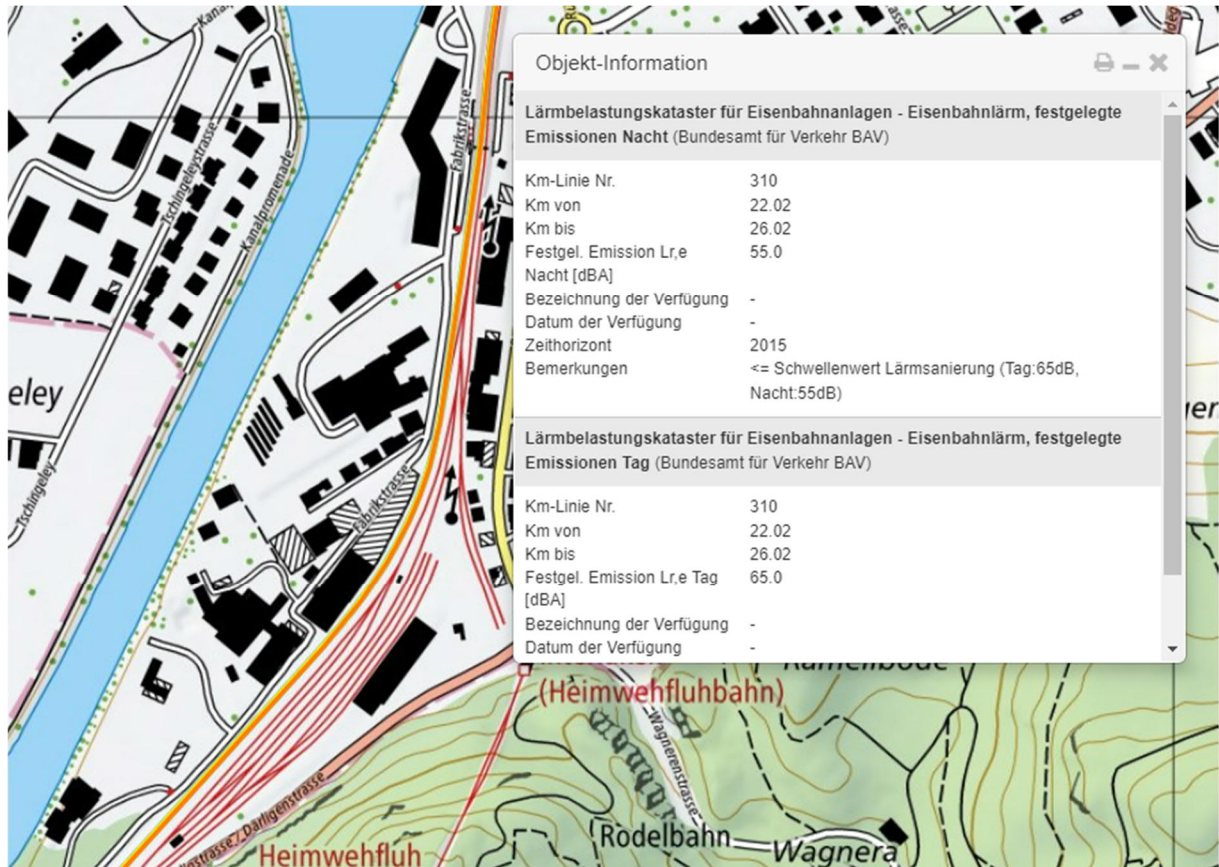 Objekt-Information
Lärmbelastungskataster für Eisenbahnanlagen - Eisenbahnlärm, festgelegte
Emissionen Nacht (Bundesamt für Verkehr BAV)
Km-Linie Nr. 310
Km von 22.02
Km bis 26.02
Festgel. Emission Lr,e 55.0
Nacht [dBA]
Bezeichnung der Verfügung -
Datum der Verfügung -
Zeithorizont 2015
Bemerkungen <= Schwellenwert Lärmsanierung (Tag:65dB,
Nacht:55dB)
Lärmbelastungskataster für Eisenbahnanlagen - Eisenbahnlärm, festgelegte
Emissionen Tag (Bundesamt für Verkehr BAV)
Km-Linie Nr. 310
Km von 22.02
Km bis 26.02
Festgel. Emission Lr,e Tag 65.0
[dBA]
Bezeichnung der Verfügung -
Datum der Verfügung -
Tschingeleystrasse
Kanalpromenade
Fabrikstrasse
eley
Tschingeley
Fabrikstrasse
(Heimwehfluhbahn)
Wagnerenstrasse
Rodelbahn
Wagnera
Heimwehfluh
strasse / Därligenstrasse